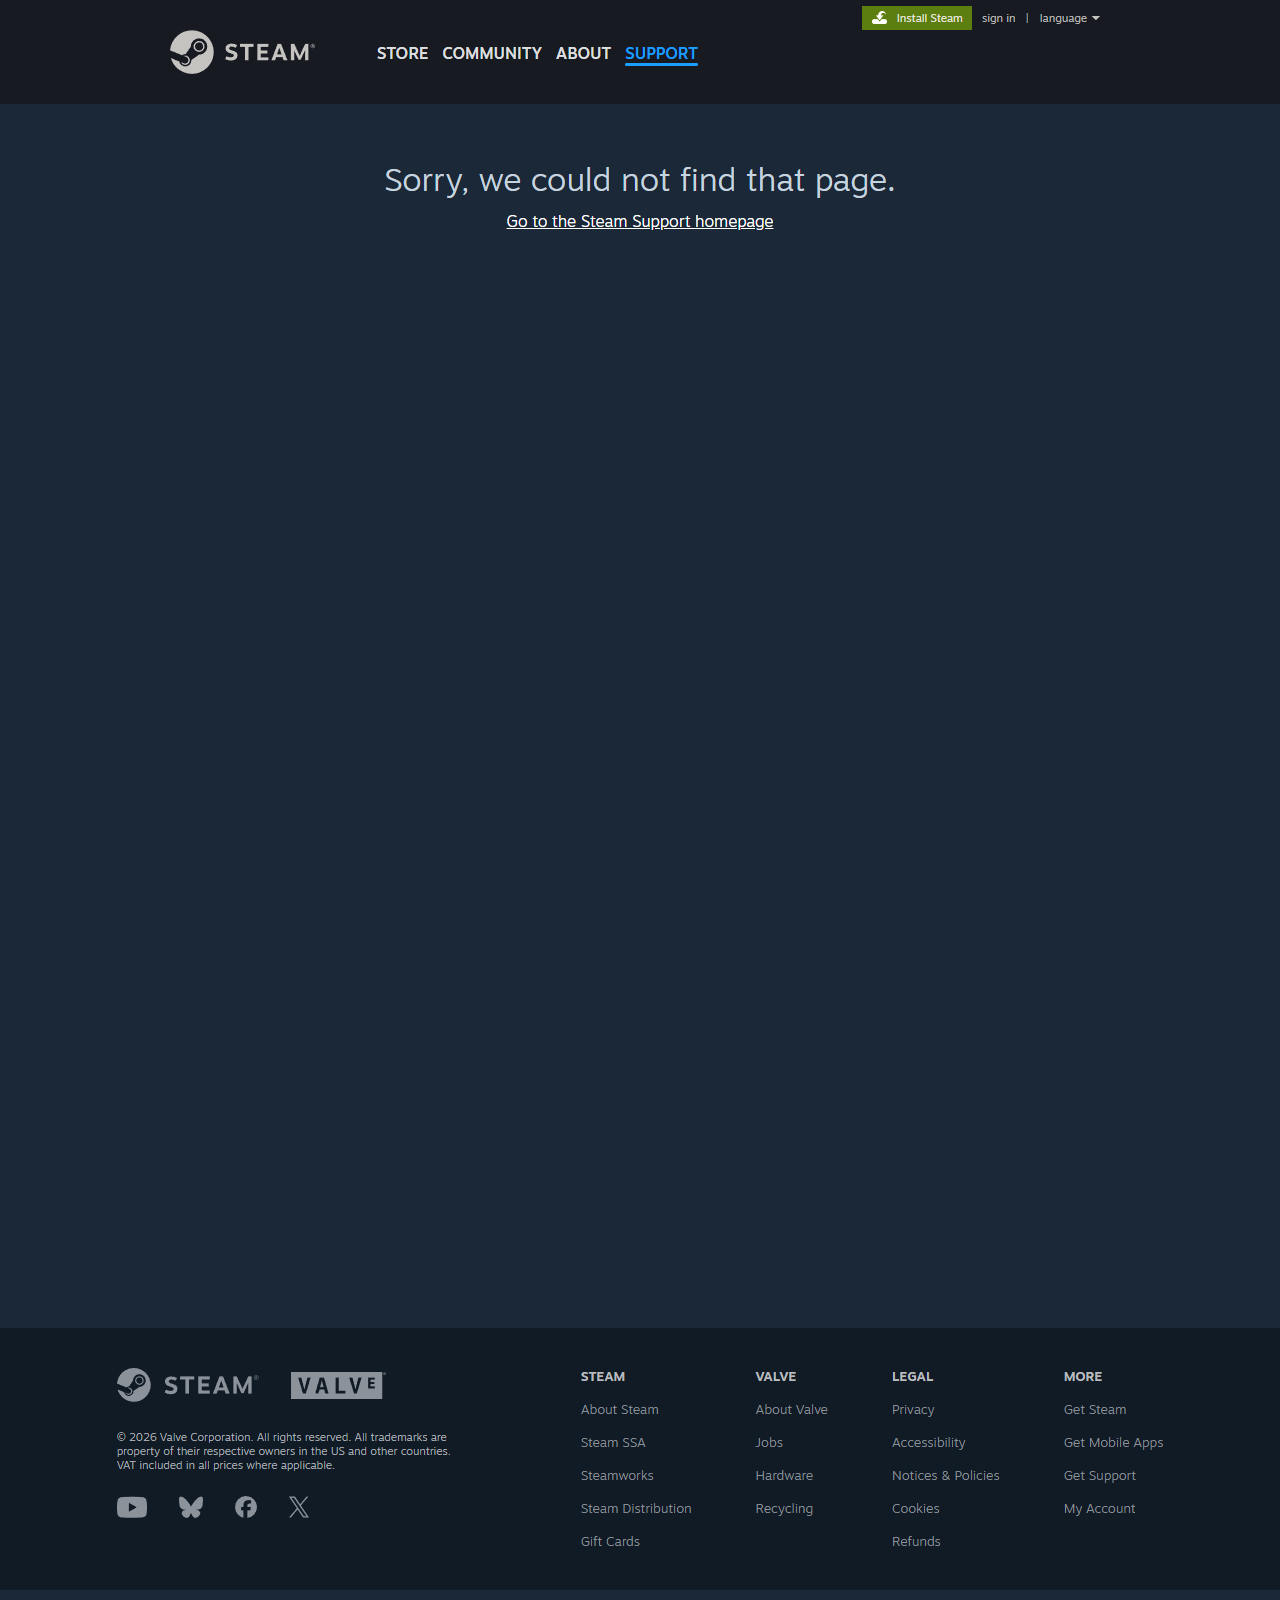 Install Steam
sign in | language
STEAM®
STORE COMMUNITY ABOUT SUPPORT
Sorry, we could not find that page.
Go to the Steam Support homepage
STEAM®
VALVE
© 2026 Valve Corporation. All rights reserved. All trademarks are
property of their respective owners in the US and other countries.
VAT included in all prices where applicable.
STEAM
About Steam
Steam SSA
Steamworks
Steam Distribution
Gift Cards
VALVE
About Valve
Jobs
Hardware
Recycling
LEGAL
Privacy
Accessibility
Notices & Policies
Cookies
Refunds
MORE
Get Steam
Get Mobile Apps
Get Support
My Account